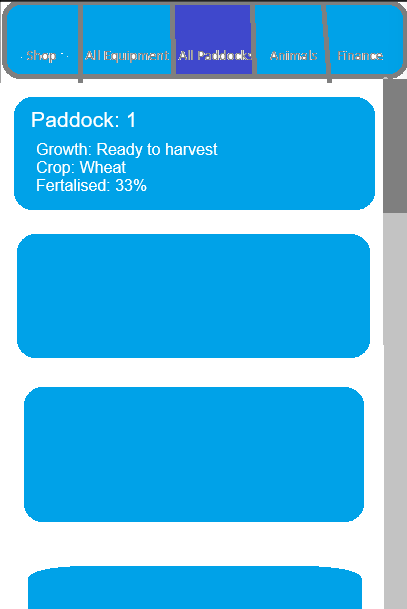 Shop
All Equipment
All Paddocks
Animals
Finance
Paddock: 1
Growth: Ready to harvest
Crop: Wheat
Fertalised: 33%